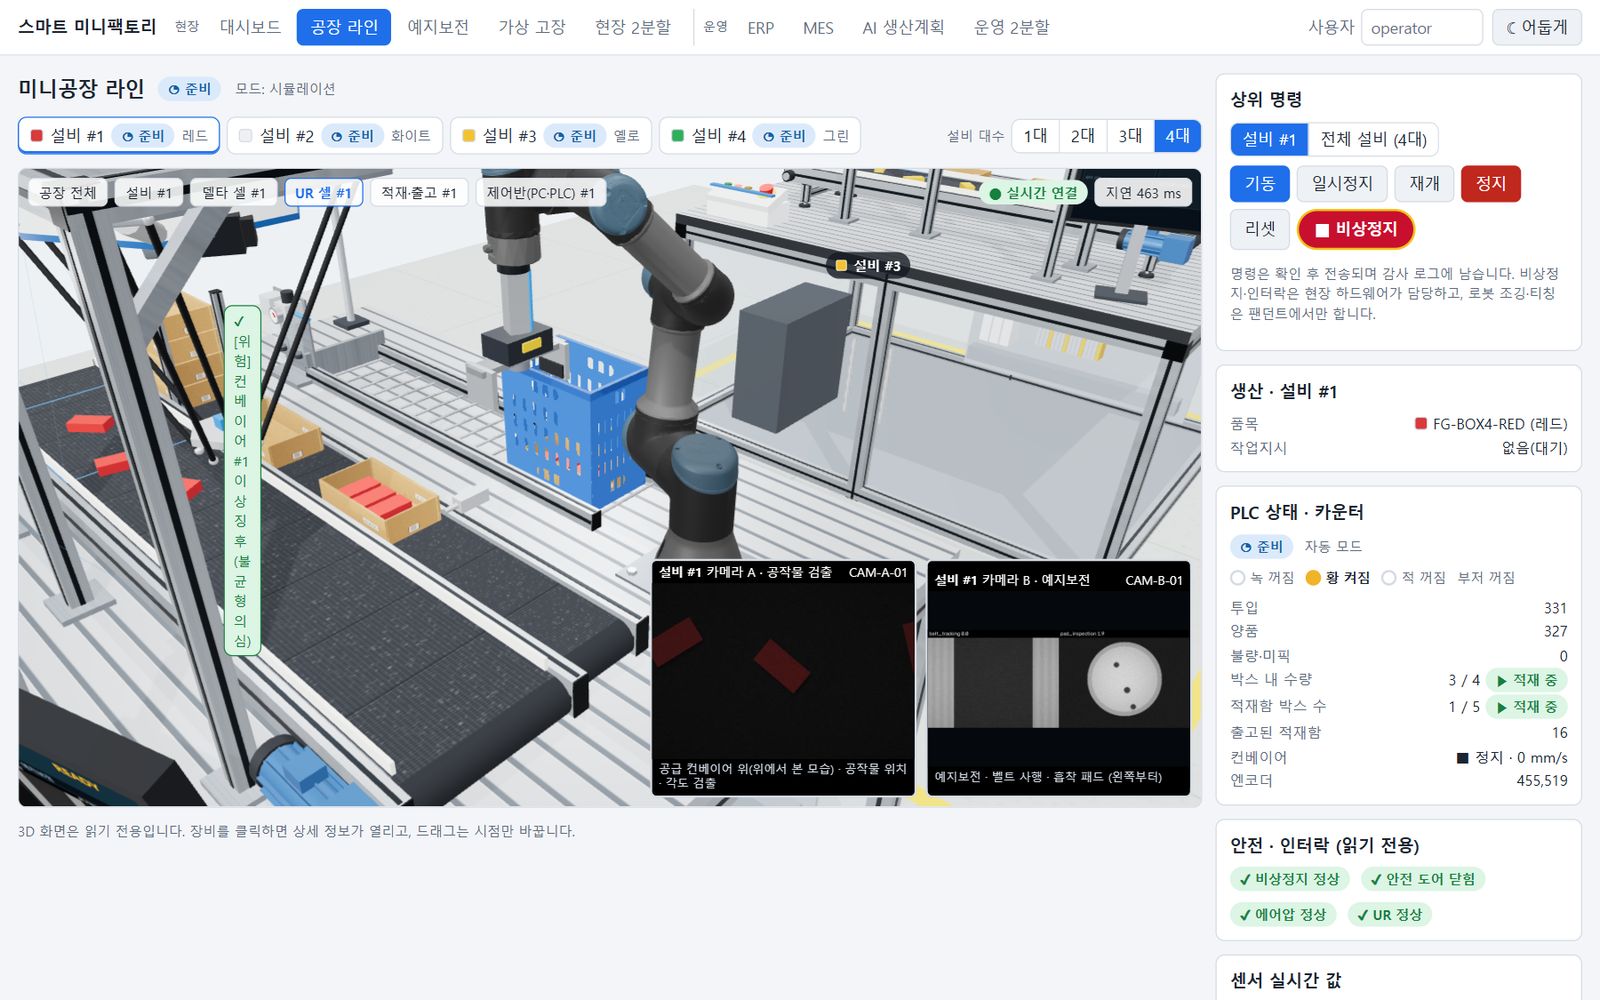 스마트 미니팩토리 현장 대시보드 공장 라인 예지보전 가상 고장 현장 2분할 운영 ERP MES AI 생산계획 운영 2분할 사용자 operator ☾ 어둡게
미니공장 라인 준비 모드: 시뮬레이션
설비 #1 준비 레드 설비 #2 준비 화이트 설비 #3 준비 옐로 설비 #4 준비 그린 설비 대수 1대 2대 3대 4대
공장 전체 설비 #1 델타 셀 #1 UR 셀 #1 적재·출고 #1 제어반(PC·PLC) #1 실시간 연결 지연 463 ms
설비 #3
✓
[위
험]
컨
베
이
어
#1
이
상
징
후
(불
균
형
의
심)
설비 #1 카메라 A · 공작물 검출 CAM-A-01
공급 컨베이어 위(위에서 본 모습) · 공작물 위치
· 각도 검출
설비 #1 카메라 B · 예지보전 CAM-B-01
belt_tracking 0.0 pad_inspection 1.9
예지보전 · 벨트 사행 · 흡착 패드 (왼쪽부터)
3D 화면은 읽기 전용입니다. 장비를 클릭하면 상세 정보가 열리고, 드래그는 시점만 바꿉니다.
상위 명령
설비 #1 전체 설비 (4대)
기동 일시정지 재개 정지
리셋 ■ 비상정지
명령은 확인 후 전송되며 감사 로그에 남습니다. 비상정
지·인터락은 현장 하드웨어가 담당하고, 로봇 조깅·티칭
은 팬던트에서만 합니다.
생산 · 설비 #1
품목 FG-BOX4-RED (레드)
작업지시 없음(대기)
PLC 상태 · 카운터
준비 자동 모드
녹 꺼짐 황 켜짐 적 꺼짐 부저 꺼짐
투입 331
양품 327
불량·미픽 0
박스 내 수량 3 / 4 ▶ 적재 중
적재함 박스 수 1 / 5 ▶ 적재 중
출고된 적재함 16
컨베이어 ■ 정지 · 0 mm/s
엔코더 455,519
안전 · 인터락 (읽기 전용)
✓ 비상정지 정상 ✓ 안전 도어 닫힘
✓ 에어압 정상 ✓ UR 정상
센서 실시간 값